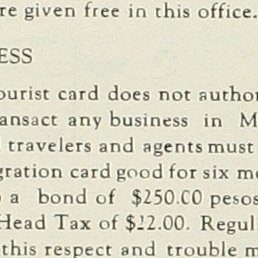 re given free in this office.
ESS
ourist card does not author
ansact any business in M
travelers and agents must
gration card good for six mo
a bond of $250.00 pesos
Head Tax of $22.00. Regul
this respect and trouble m